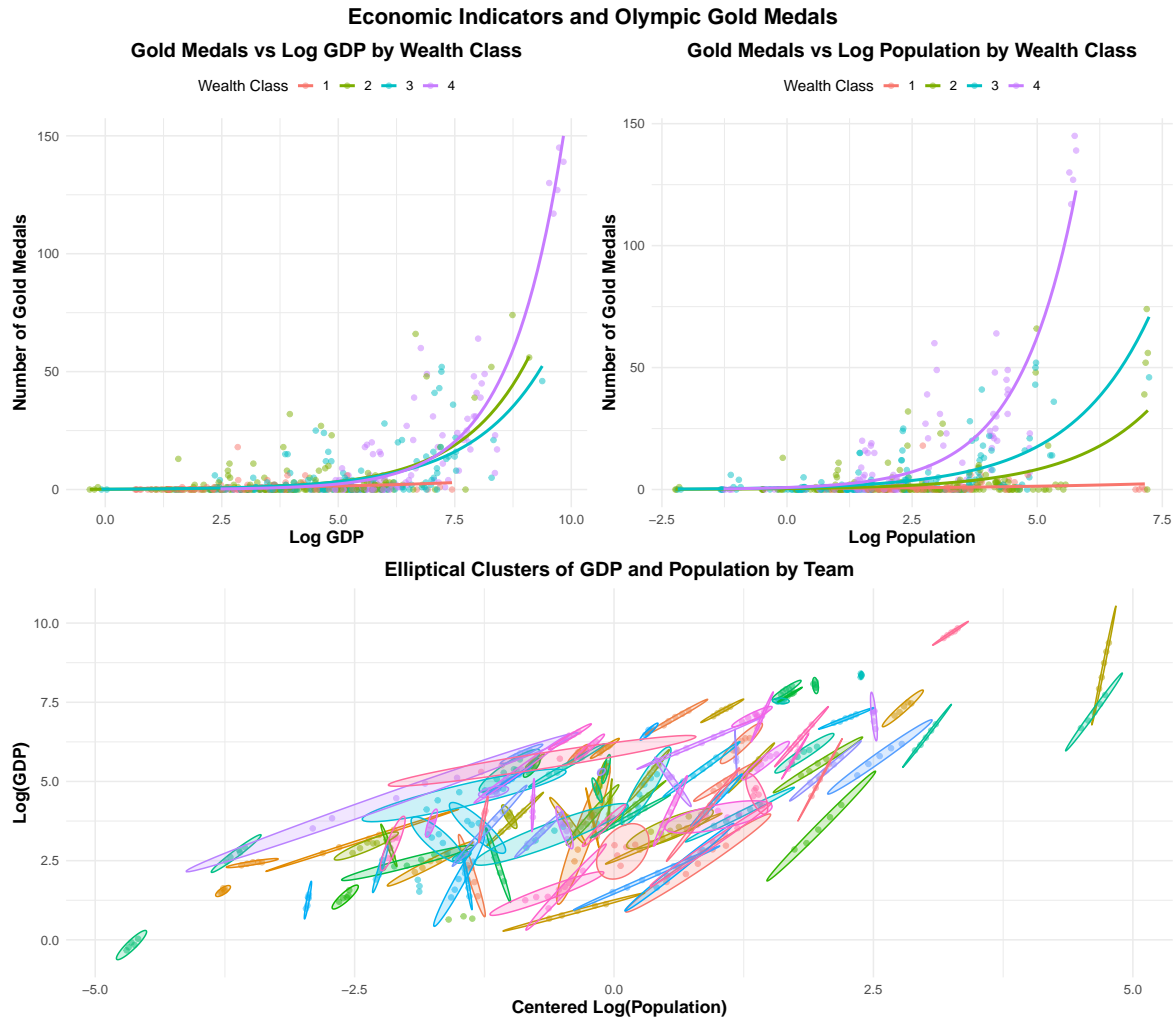 Economic Indicators and Olympic Gold Medals
Gold Medals vs Log GDP by Wealth Class
Wealth Class 1 2 3 4
150
100
50
0
Number of Gold Medals
0.0 2.5 5.0 7.5 10.0
Log GDP
Gold Medals vs Log Population by Wealth Class
Wealth Class 1 2 3 4
150
100
50
0
Number of Gold Medals
−2.5 0.0 2.5 5.0 7.5
Log Population
Elliptical Clusters of GDP and Population by Team
10.0
7.5
5.0
2.5
0.0
Log(GDP)
−5.0 −2.5 0.0 2.5 5.0
Centered Log(Population)